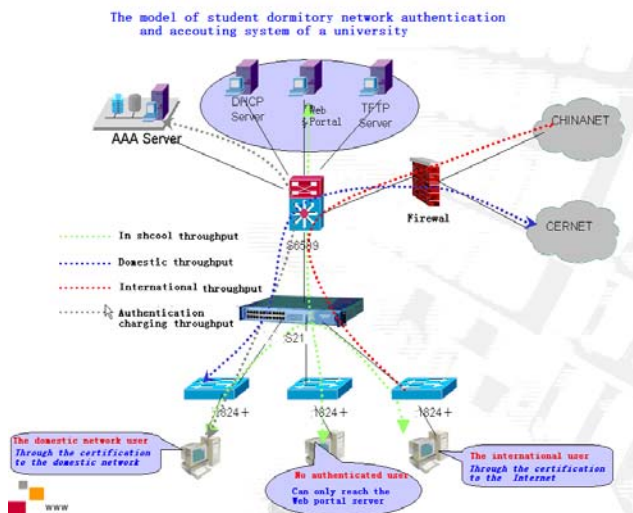 The model of student dormitory network authentication
and accouting system of a university
DHCP
Server
Web
Portal
TFTP
Server
AAA Server
CHINANET
Firewal
CERNET
In shcool throughput
Domestic throughput
International throughput
Authentication
charging throughput
S21
1824+
1824+
1824+
The domestic network user
Through the certification
to the domestic network
No authenticated user
Can only reach the
Web portal server
The international user
Through the certification
to the Internet
www